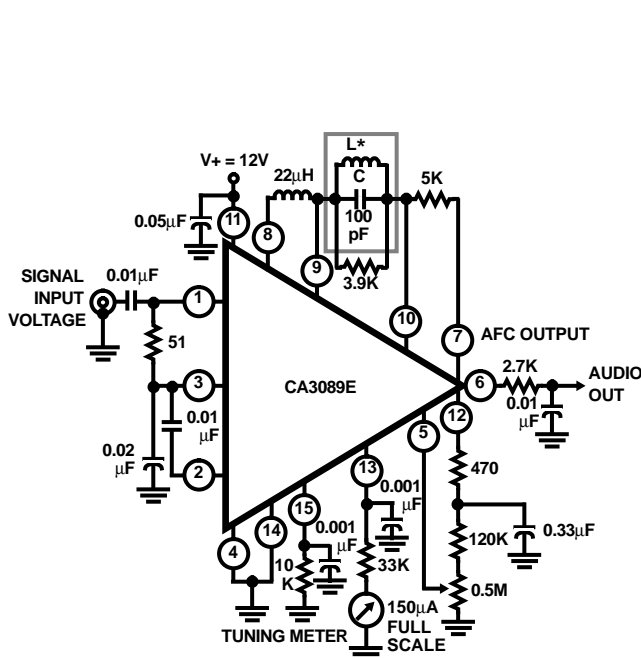 L*
V+ = 12V
22µH
C
5K
100
pF
0.05µF
11
8
9
3.9K
SIGNAL
INPUT
VOLTAGE
0.01µF
1
10
7
AFC OUTPUT
51
3
CA3089E
6
2.7K
AUDIO
OUT
0.01
µF
12
5
0.01
µF
2
0.02
µF
13
470
15
0.001
µF
0.001
µF
14
4
0.33µF
120K
10
K
33K
0.5M
150µA
FULL
SCALE
TUNING METER